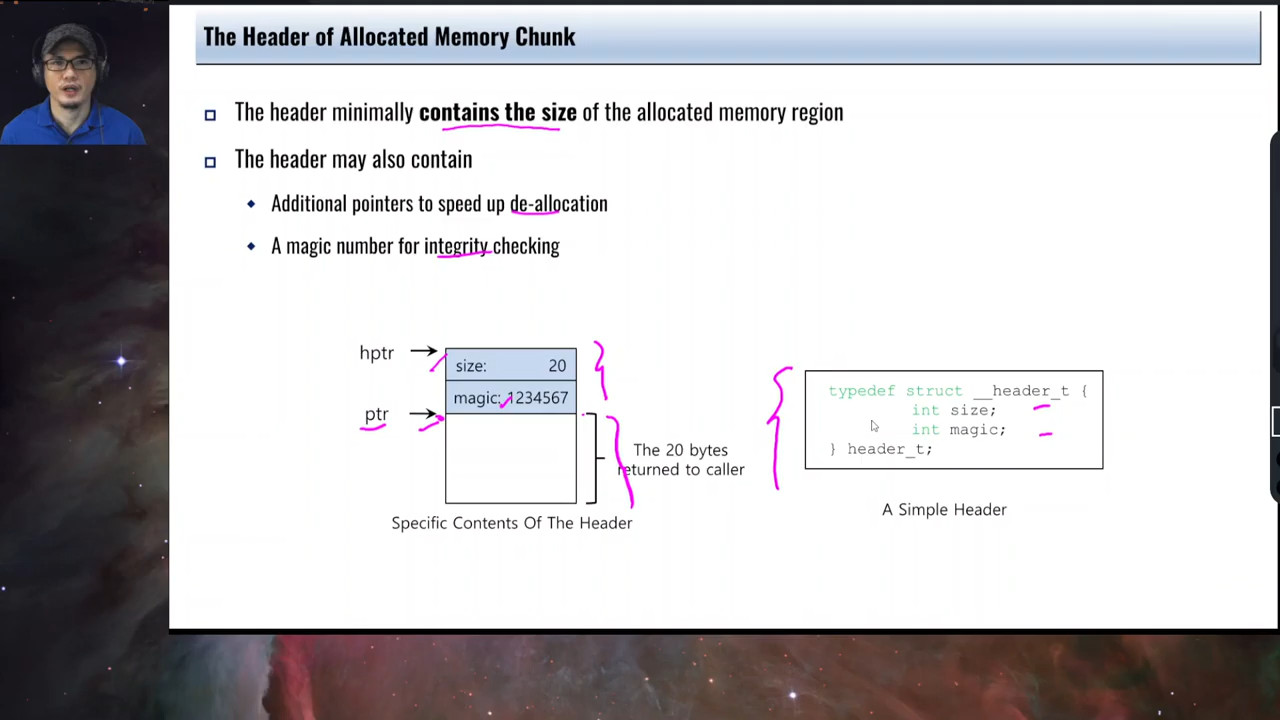 The Header of Allocated Memory Chunk
The header minimally contains the size of the allocated memory region
The header may also contain
Additional pointers to speed up de-allocation
A magic number for integrity checking
hptr
size: 20
magic: 1234567
ptr
The 20 bytes
returned to caller
Specific Contents Of The Header
typedef struct __header_t {
int size;
int magic;
} header_t;
A Simple Header